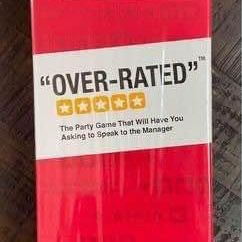 "OVER-RATED"™
The Party Game That Will Have You
Asking to Speak to the Manager